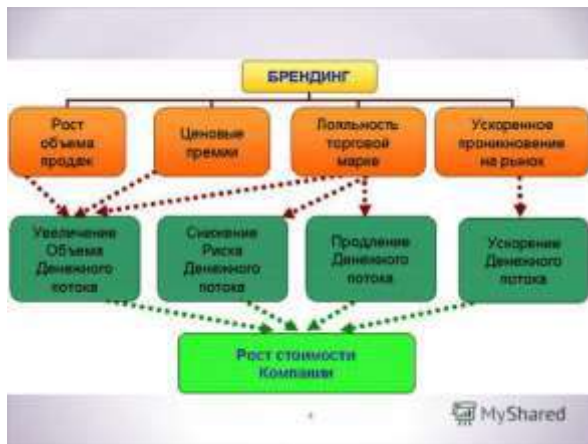 БРЕНДИНГ
Рост
объема
продаж
Ценовые
премии
Лояльность
торговой
марке
Ускоренное
проникновение
на рынок
Увеличение
Объема
Денежного
потока
Снижение
Риска
Денежного
потока
Продление
Денежного
потока
Ускорение
Денежного
потока
Рост стоимости
Компании
MyShared